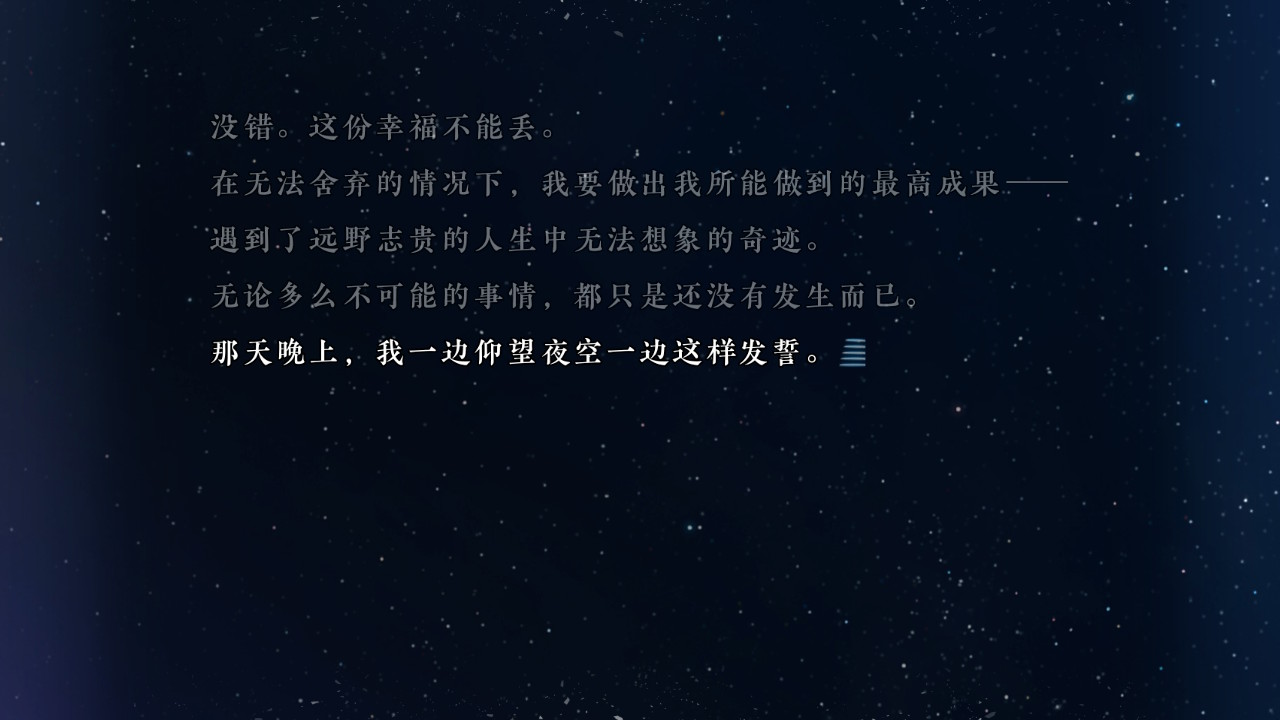 没错。这份幸福不能丢。
在无法舍弃的情况下，我要做出我所能做到的最高成果——
遇到了远野志贵的人生中无法想象的奇迹。
无论多么不可能的事情，都只是还没有发生而已。
那天晚上，我一边仰望夜空一边这样发誓。